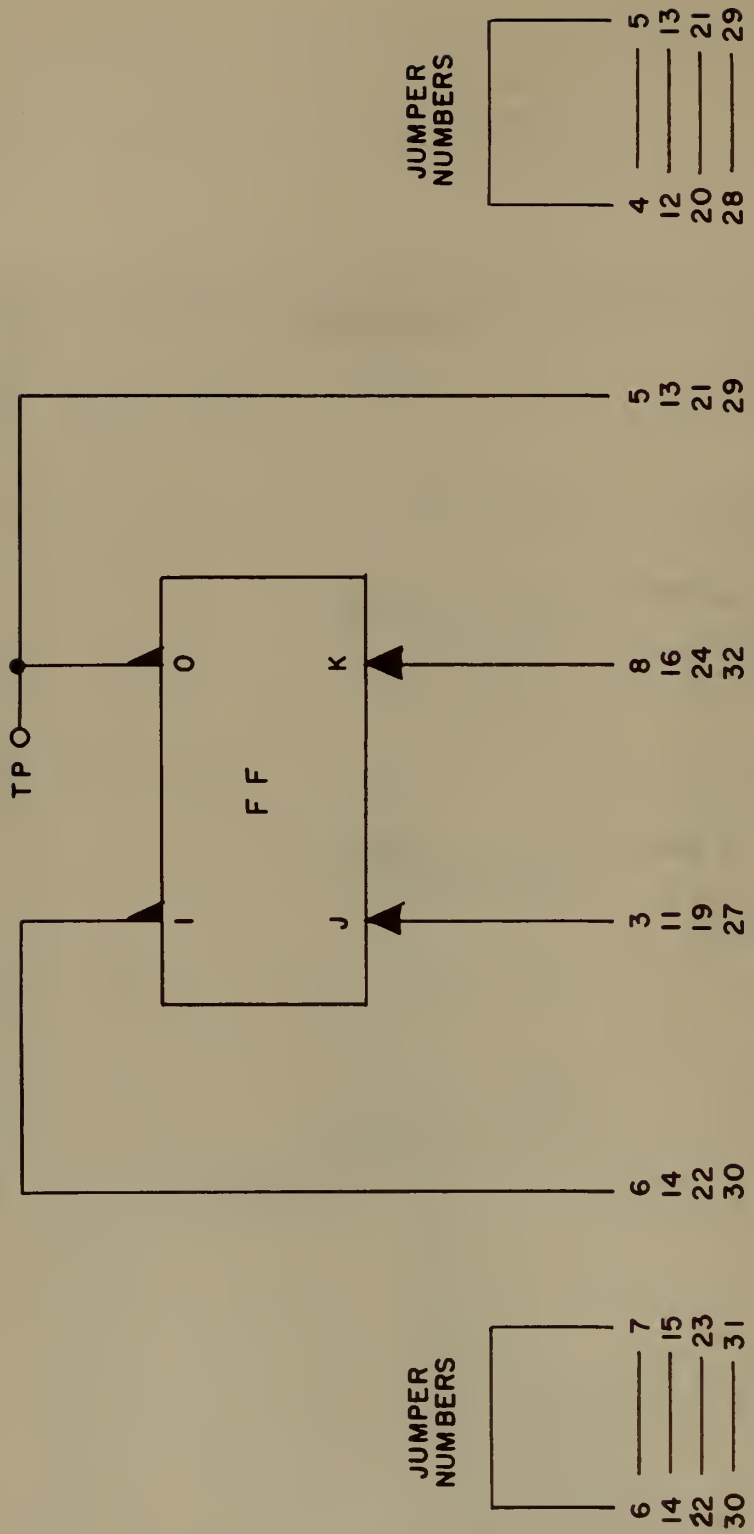 TP
1 0
FF
J K
JUMPER
NUMBERS
JUMPER
NUMBERS
6 — 7 6 3 8 5 4 — 5
14 — 15 14 11 16 13 12 — 13
22 — 23 22 19 24 21 20 — 21
30 — 31 30 27 32 29 28 — 29